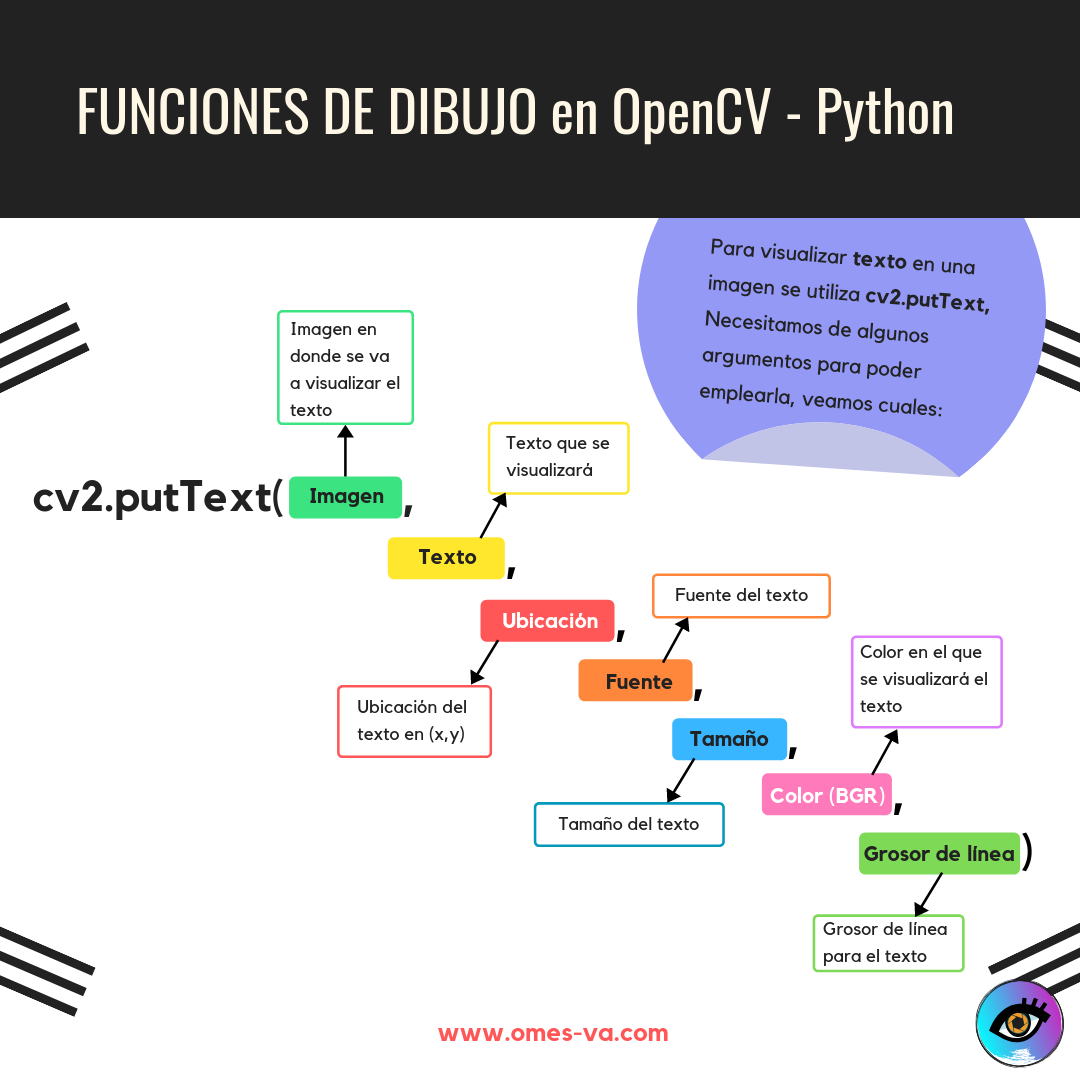 FUNCIONES DE DIBUJO en OpenCV - Python
Para visualizar texto en una
imagen se utiliza cv2.putText,
Necesitamos de algunos
argumentos para poder
emplearla, veamos cuales:
Imagen en
donde se va
a visualizar el
texto
cv2.putText( Imagen ,
Texto que se
visualizará
Texto ,
Ubicación ,
Ubicación del
texto en (x,y)
Fuente del texto
Fuente ,
Tamaño ,
Tamaño del texto
Color en el que
se visualizará el
texto
Color (BGR) ,
Grosor de línea )
Grosor de línea
para el texto
www.omes-va.com